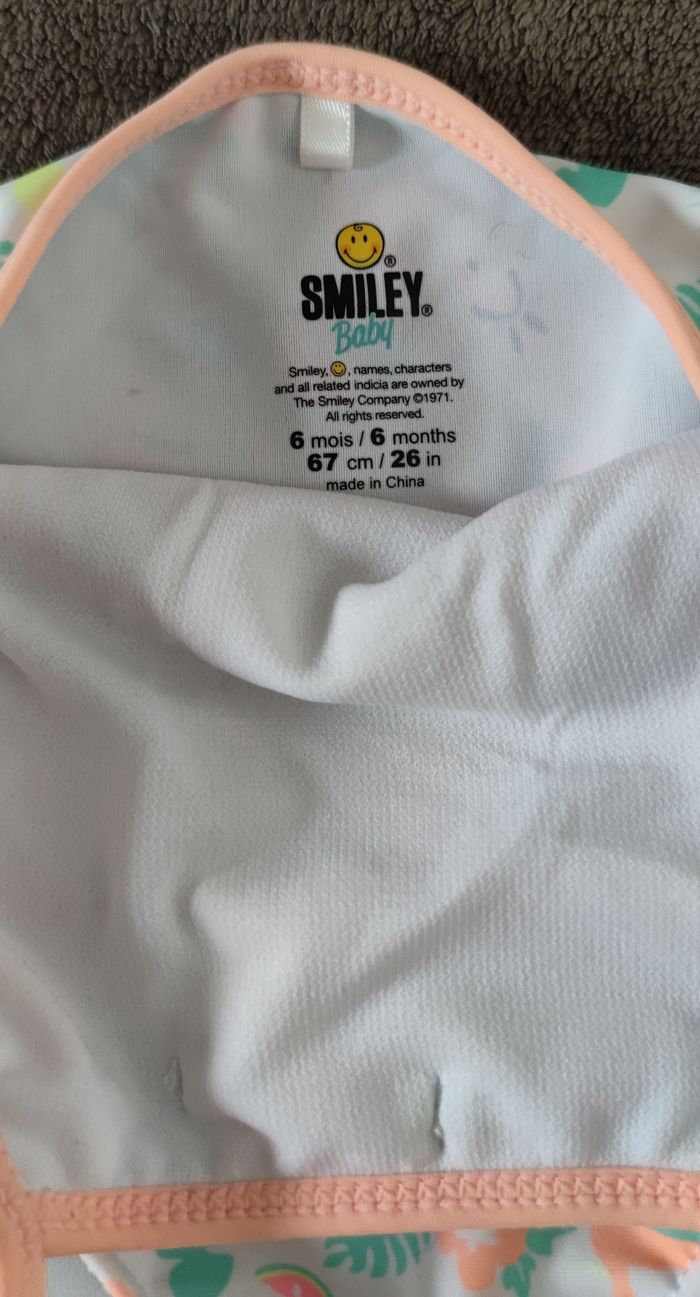 ®
SMILEY®
Baby
Smiley, , names, characters
and all related indicia are owned by
The Smiley Company ©1971.
All rights reserved.
6 mois / 6 months
67 cm / 26 in
made in China